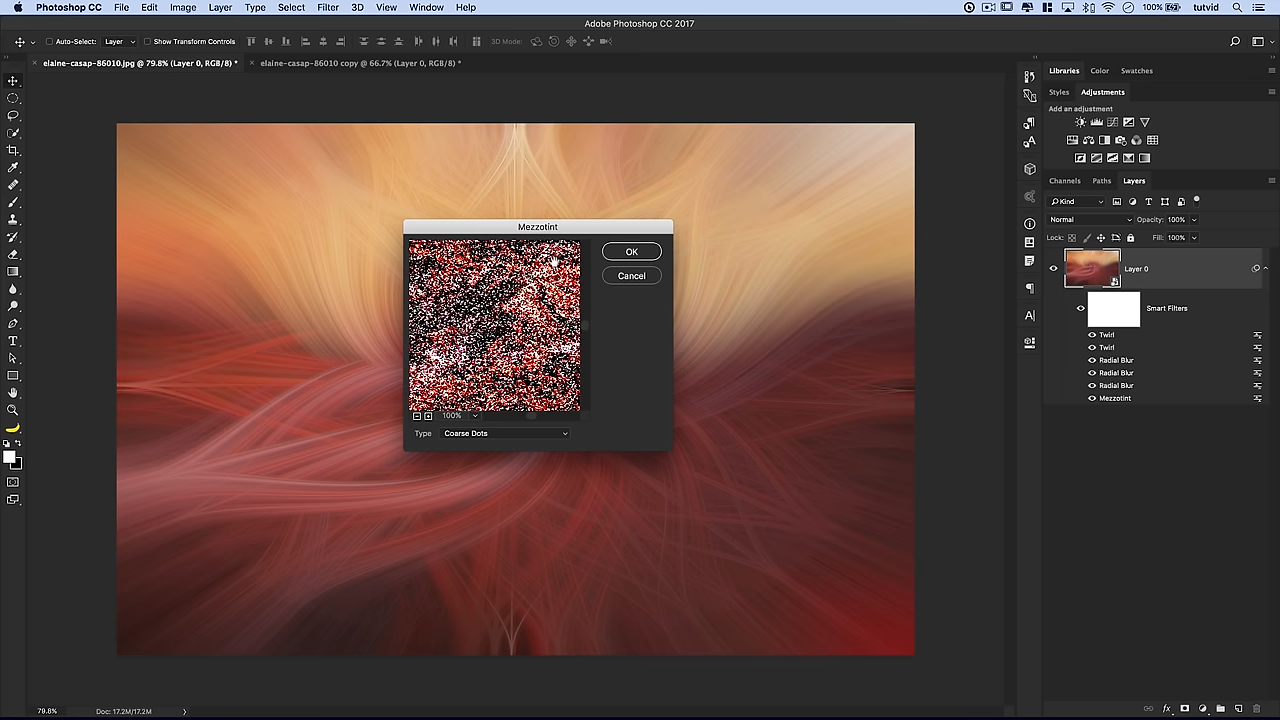 Photoshop CC File Edit Image Layer Type Select Filter 3D View Window Help 100% tutvid
Adobe Photoshop CC 2017
Auto-Select: Layer Show Transform Controls 3D Mode:
elaine-casap-86010.jpg @ 79.8% (Layer 0, RGB/8) * elaine-casap-86010 copy @ 66.7% (Layer 0, RGB/8) *
Libraries Color Swatches
Styles Adjustments
Add an adjustment
Channels Paths Layers
Kind
Normal Opacity: 100%
Lock: Fill: 100%
Layer 0
Smart Filters
Twirl
Twirl
Radial Blur
Radial Blur
Radial Blur
Mezzotint
Mezzotint
OK
Cancel
100%
Type Coarse Dots
79.8% Doc: 17.2M/17.2M